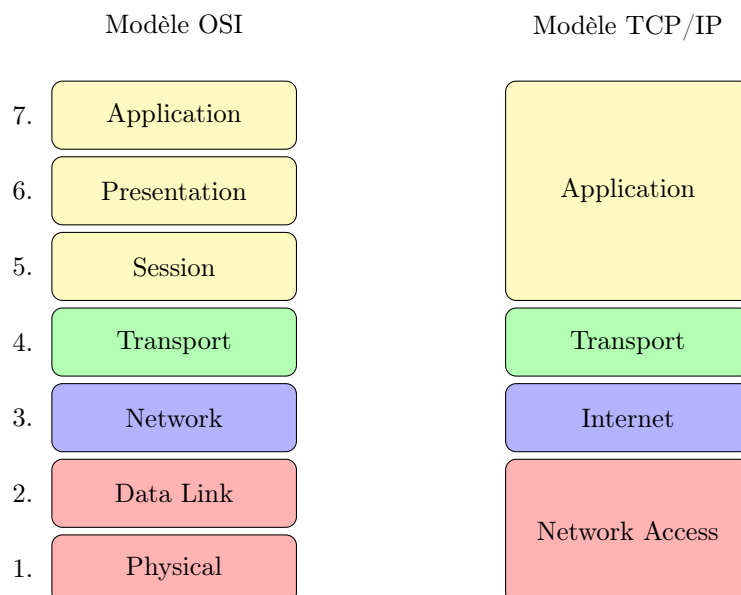 Modèle OSI
Modèle TCP/IP
7. Application
6. Presentation
5. Session
4. Transport
3. Network
2. Data Link
1. Physical
Application
Transport
Internet
Network Access